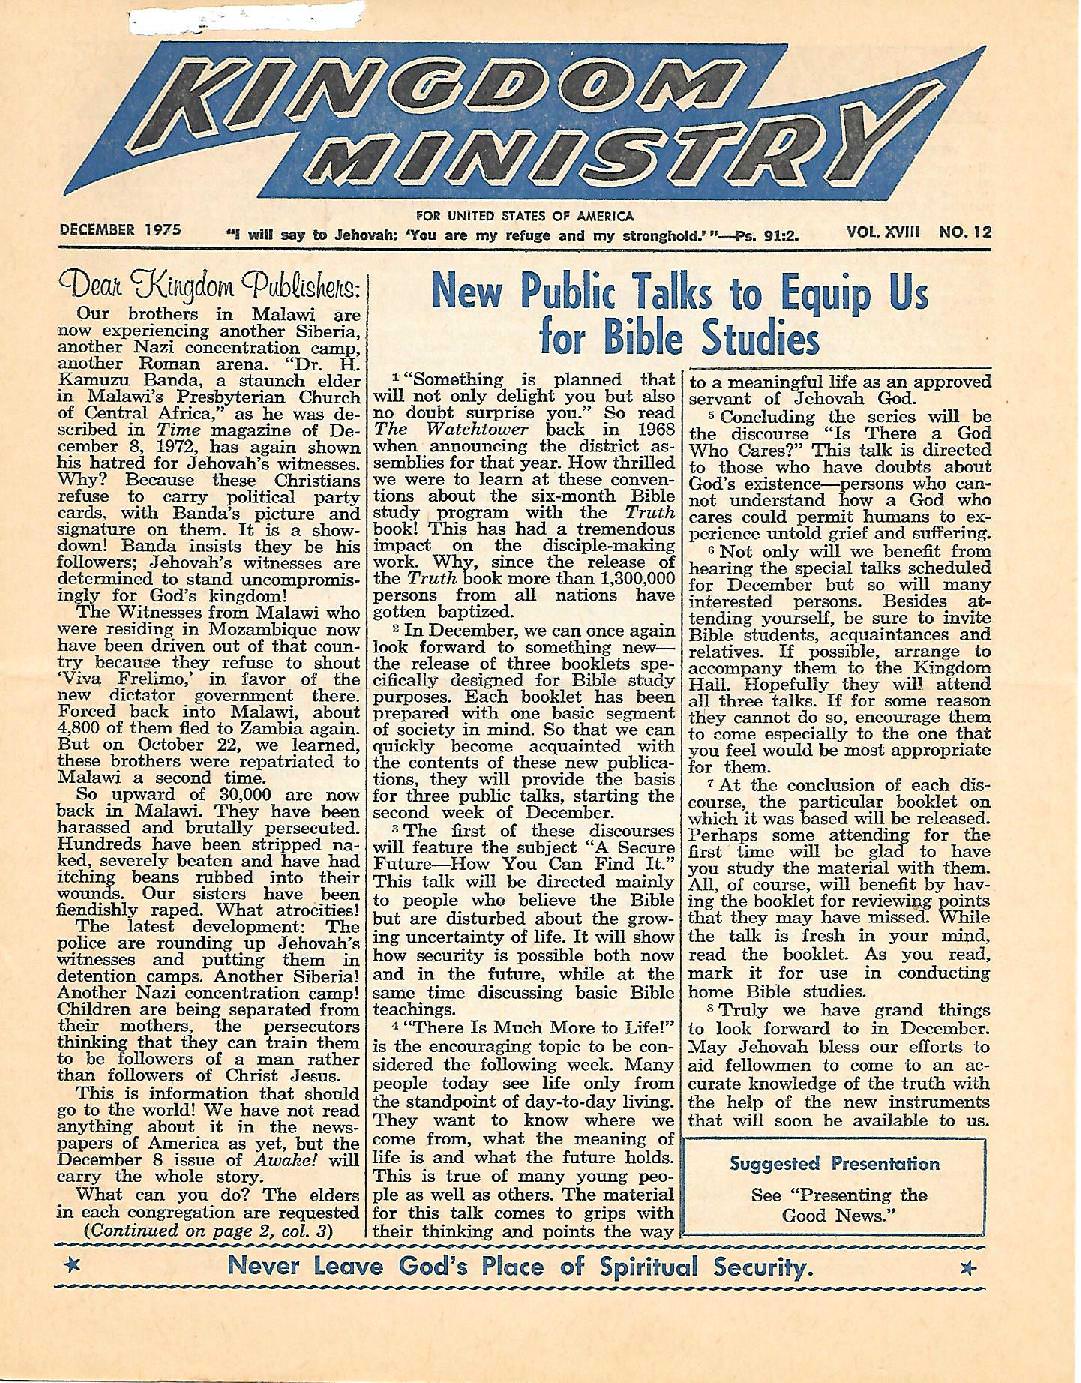 KINGDOM
MINISTRY
FOR UNITED STATES OF AMERICA
DECEMBER 1975
"I will say to Jehovah: 'You are my refuge and my stronghold.'"—Ps. 91:2.
VOL. XVIII NO. 12
Dear Kingdom Publishers:
Our brothers in Malawi are
now experiencing another Siberia,
another Nazi concentration camp,
another Roman arena. "Dr. H.
Kamuzu Banda, a staunch elder
in Malawi's Presbyterian Church
of Central Africa," as he was de-
scribed in Time magazine of De-
cember 8, 1972, has again shown
his hatred for Jehovah's witnesses.
Why? Because these Christians
refuse to carry political party
cards, with Banda's picture and
signature on them. It is a show-
down! Banda insists they be his
followers; Jehovah's witnesses are
determined to stand uncompromis-
ingly for God's kingdom!
The Witnesses from Malawi who
were residing in Mozambique now
have been driven out of that coun-
try because they refuse to shout
'Viva Frelimo,' in favor of the
new dictator government there.
Forced back into Malawi, about
4,800 of them fled to Zambia again.
But on October 22, we learned,
these brothers were repatriated to
Malawi a second time.
So upward of 30,000 are now
back in Malawi. They have been
harassed and brutally persecuted.
Hundreds have been stripped na-
ked, severely beaten and have had
itching beans rubbed into their
wounds. Our sisters have been
fiendishly raped. What atrocities!
The latest development: The
police are rounding up Jehovah's
witnesses and putting them in
detention camps. Another Siberia!
Another Nazi concentration camp!
Children are being separated from
their mothers, the persecutors
thinking that they can train them
to be followers of a man rather
than followers of Christ Jesus.
This is information that should
go to the world! We have not read
anything about it in the news-
papers of America as yet, but the
December 8 issue of Awake! will
carry the whole story.
What can you do? The elders
in each congregation are requested
(Continued on page 2, col. 3)
New Public Talks to Equip Us
for Bible Studies
1 "Something is planned that
will not only delight you but also
no doubt surprise you." So read
The Watchtower back in 1968
when announcing the district as-
semblies for that year. How thrilled
we were to learn at these conven-
tions about the six-month Bible
study program with the Truth
book! This has had a tremendous
impact on the disciple-making
work. Why, since the release of
the Truth book more than 1,300,000
persons from all nations have
gotten baptized.
2 In December, we can once again
look forward to something new—
the release of three booklets spe-
cifically designed for Bible study
purposes. Each booklet has been
prepared with one basic segment
of society in mind. So that we can
quickly become acquainted with
the contents of these new publica-
tions, they will provide the basis
for three public talks, starting the
second week of December.
3 The first of these discourses
will feature the subject "A Secure
Future—How You Can Find It."
This talk will be directed mainly
to people who believe the Bible
but are disturbed about the grow-
ing uncertainty of life. It will show
how security is possible both now
and in the future, while at the
same time discussing basic Bible
teachings.
4 "There Is Much More to Life!"
is the encouraging topic to be con-
sidered the following week. Many
people today see life only from
the standpoint of day-to-day living.
They want to know where we
come from, what the meaning of
life is and what the future holds.
This is true of many young peo-
ple as well as others. The material
for this talk comes to grips with
their thinking and points the way
to a meaningful life as an approved
servant of Jehovah God.
5 Concluding the series will be
the discourse "Is There a God
Who Cares?" This talk is directed
to those who have doubts about
God's existence—persons who can-
not understand how a God who
cares could permit humans to ex-
perience untold grief and suffering.
6 Not only will we benefit from
hearing the special talks scheduled
for December but so will many
interested persons. Besides at-
tending yourself, be sure to invite
Bible students, acquaintances and
relatives. If possible, arrange to
accompany them to the Kingdom
Hall. Hopefully they will attend
all three talks. If for some reason
they cannot do so, encourage them
to come especially to the one that
you feel would be most appropriate
for them.
7 At the conclusion of each dis-
course, the particular booklet on
which it was based will be released.
Perhaps some attending for the
first time will be glad to have
you study the material with them.
All, of course, will benefit by hav-
ing the booklet for reviewing points
that they may have missed. While
the talk is fresh in your mind,
read the booklet. As you read,
mark it for use in conducting
home Bible studies.
8 Truly we have grand things
to look forward to in December.
May Jehovah bless our efforts to
aid fellowmen to come to an ac-
curate knowledge of the truth with
the help of the new instruments
that will soon be available to us.
Suggested Presentation
See "Presenting the
Good News."
★ Never Leave God's Place of Spiritual Security. ★